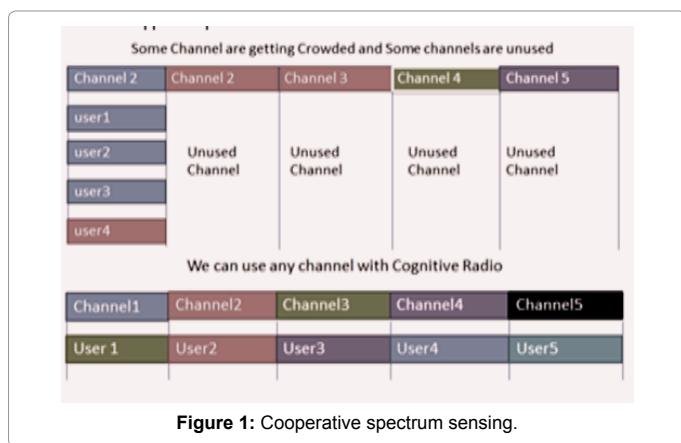 Some Channel are getting Crowded and Some channels are unused
Channel 2 Channel 2 Channel 3 Channel 4 Channel 5
user1
user2
user3
user4
Unused Channel Unused Channel Unused Channel Unused Channel
We can use any channel with Cognitive Radio
Channel1 Channel2 Channel3 Channel4 Channel5
User 1 User2 User3 User4 User5
Figure 1: Cooperative spectrum sensing.